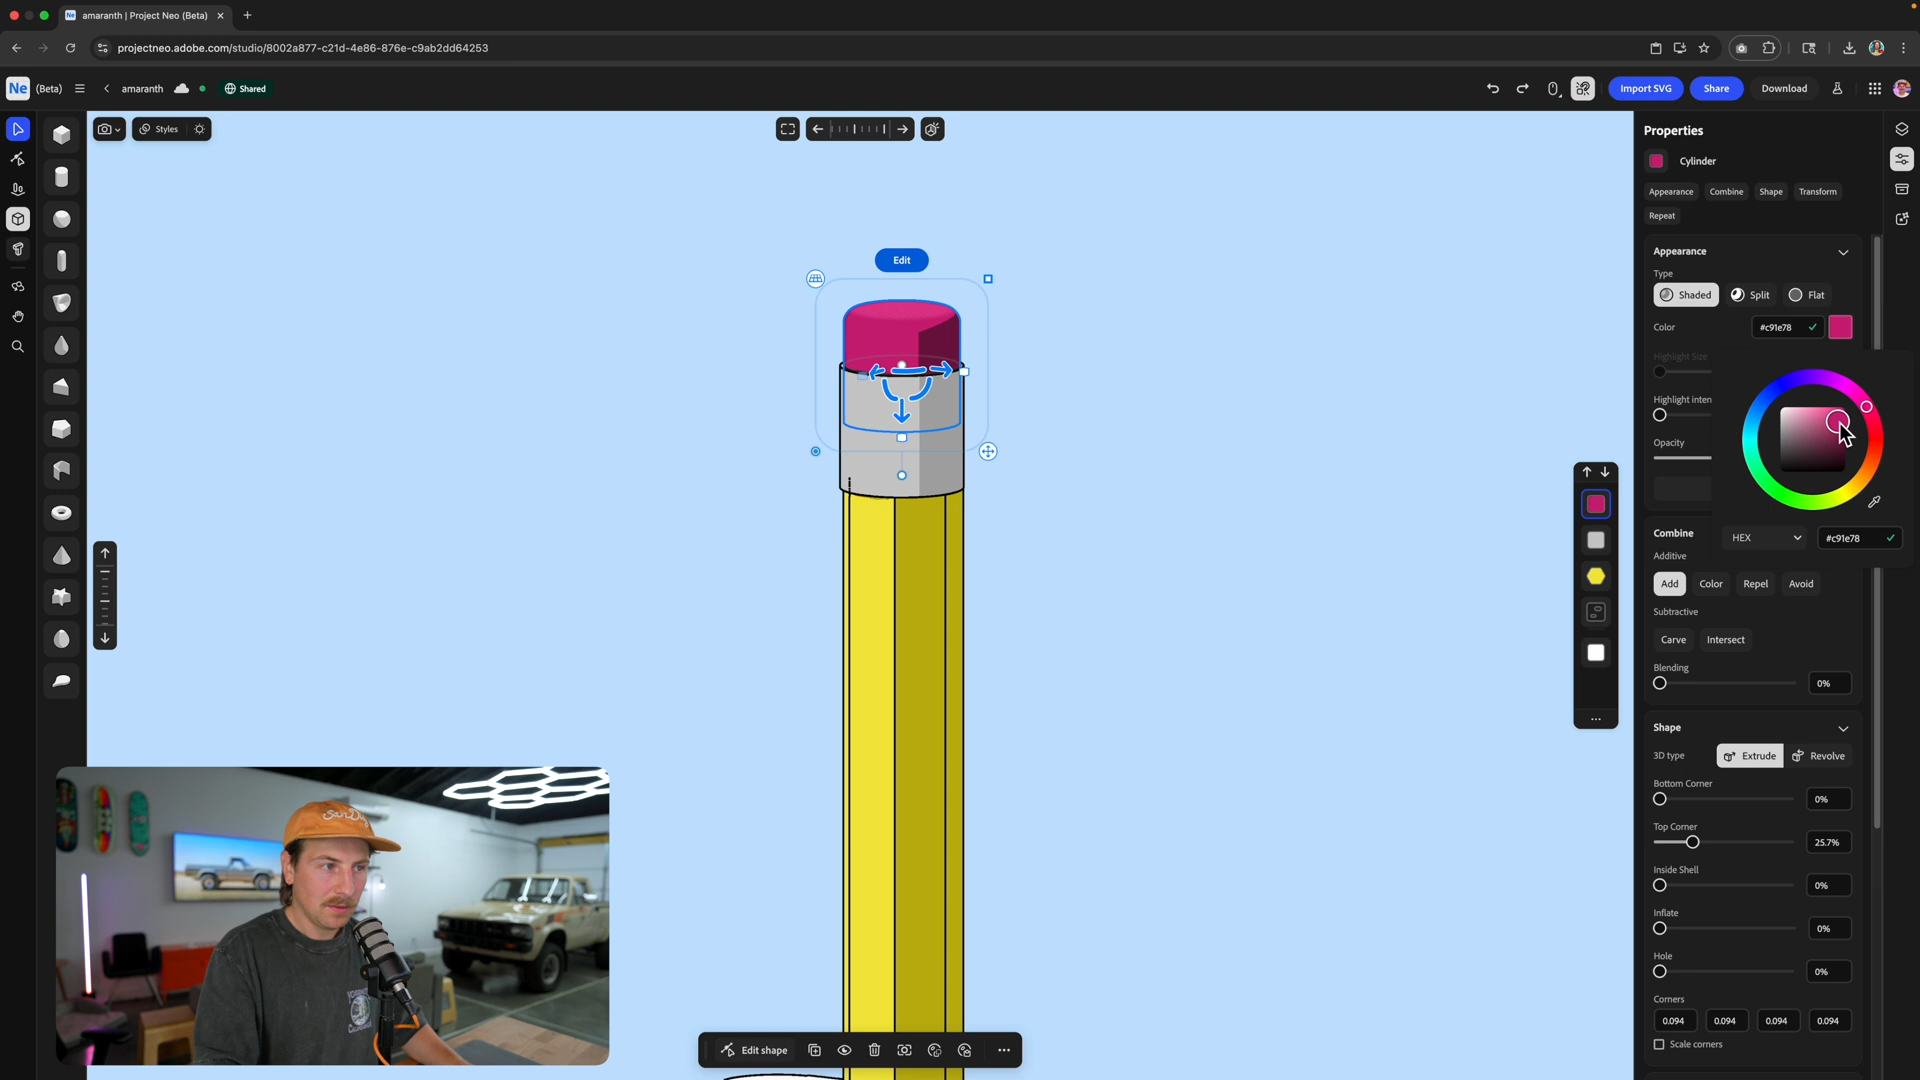 amaranth | Project Neo (Beta)
projectneo.adobe.com/studio/8002a877-c21d-4e86-876e-c9ab2dd64253
Ne (Beta) amaranth Shared
Import SVG Share Download
Styles
Edit
Edit shape
Properties
Cylinder
Appearance Combine Shape Transform
Repeat
Appearance
Type
Shaded Split Flat
Color #c91e78
Highlight Size
Highlight inten
Opacity
HEX #c91e78
Combine
Additive
Add Color Repel Avoid
Subtractive
Carve Intersect
Blending
0%
Shape
3D type Extrude Revolve
Bottom Corner
0%
Top Corner
25.7%
Inside Shell
0%
Inflate
0%
Hole
0%
Corners
0.094 0.094 0.094 0.094
Scale corners